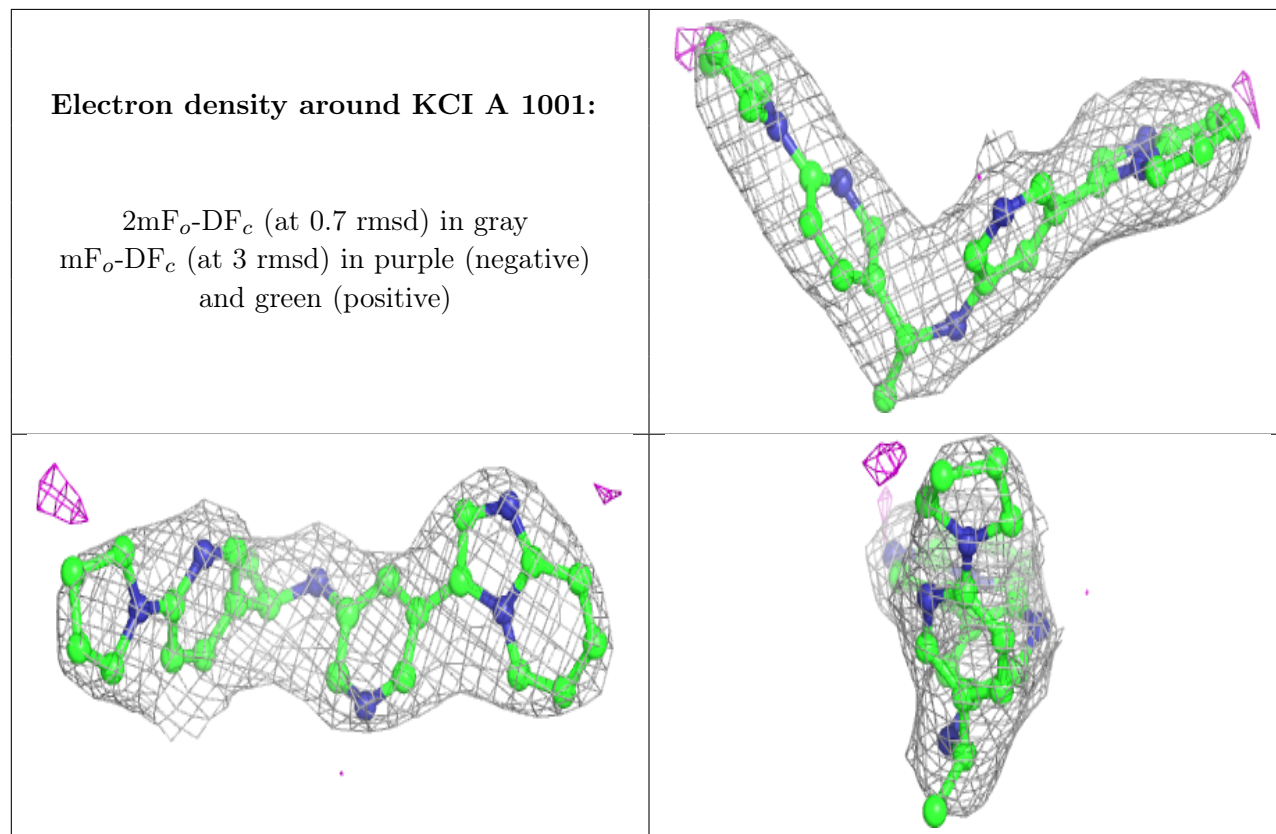 Electron density around KCI A 1001:
2mFo-DFc (at 0.7 rmsd) in gray
mFo-DFc (at 3 rmsd) in purple (negative)
and green (positive)